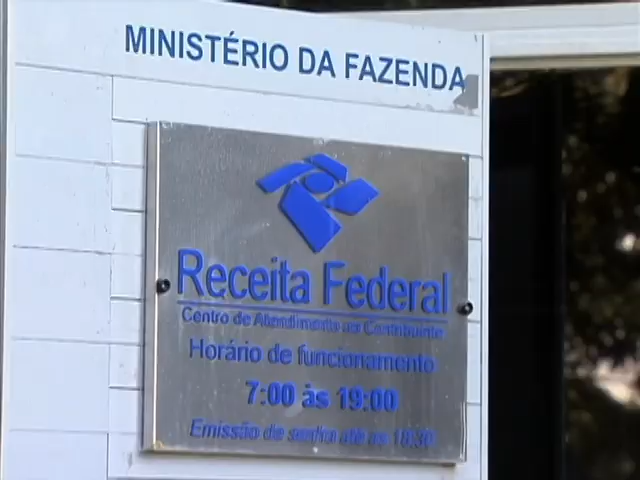 MINISTÉRIO DA FAZENDA
Receita Federal
Centro de Atendimento ao Contribuinte
Horário de funcionamento
7:00 às 19:00
Emissão de senha até as 18:30